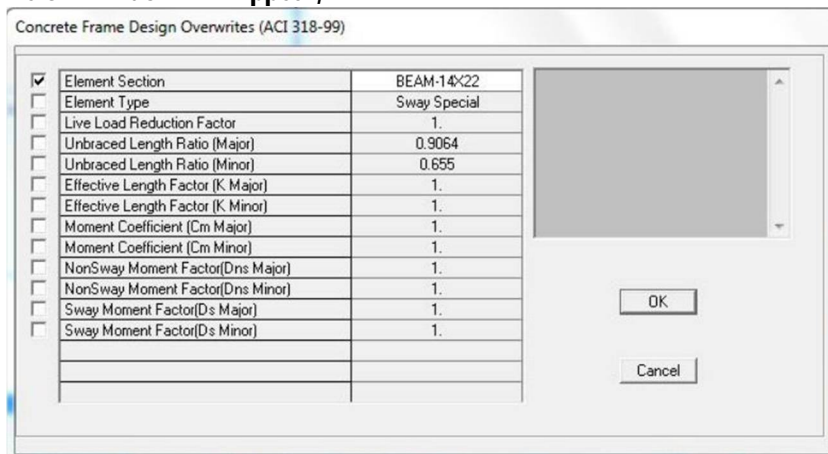 Concrete Frame Design Overwrites (ACI 318-99)
Element Section BEAM-14X22
Element Type Sway Special
Live Load Reduction Factor 1.
Unbraced Length Ratio (Major) 0.9064
Unbraced Length Ratio (Minor) 0.655
Effective Length Factor (K Major) 1.
Effective Length Factor (K Minor) 1.
Moment Coefficient (Cm Major) 1.
Moment Coefficient (Cm Minor) 1.
NonSway Moment Factor(Dns Major) 1.
NonSway Moment Factor(Dns Minor) 1.
Sway Moment Factor(Ds Major) 1.
Sway Moment Factor(Ds Minor) 1.
OK
Cancel